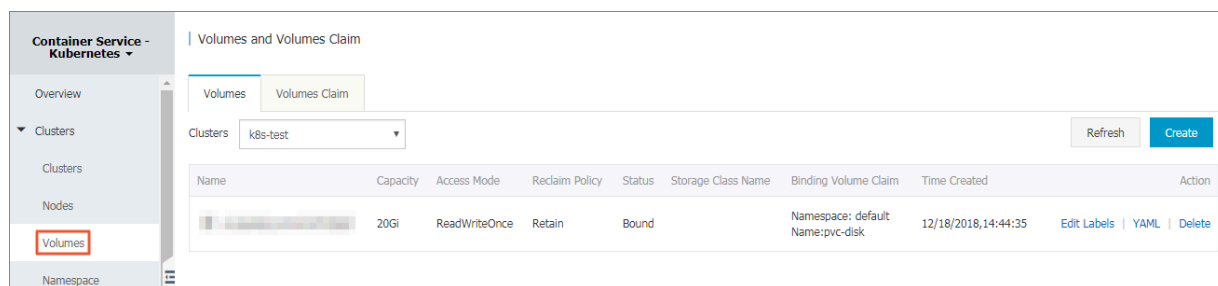 Container Service -
Kubernetes
Volumes and Volumes Claim
Overview
Volumes
Volumes Claim
Clusters
Clusters
k8s-test
Refresh
Create
Clusters
Name
Capacity
Access Mode
Reclaim Policy
Status
Storage Class Name
Binding Volume Claim
Time Created
Action
Nodes
20Gi
ReadWriteOnce
Retain
Bound
Namespace: default
Name:pvc-disk
12/18/2018,14:44:35
Edit Labels | YAML | Delete
Volumes
Namespace